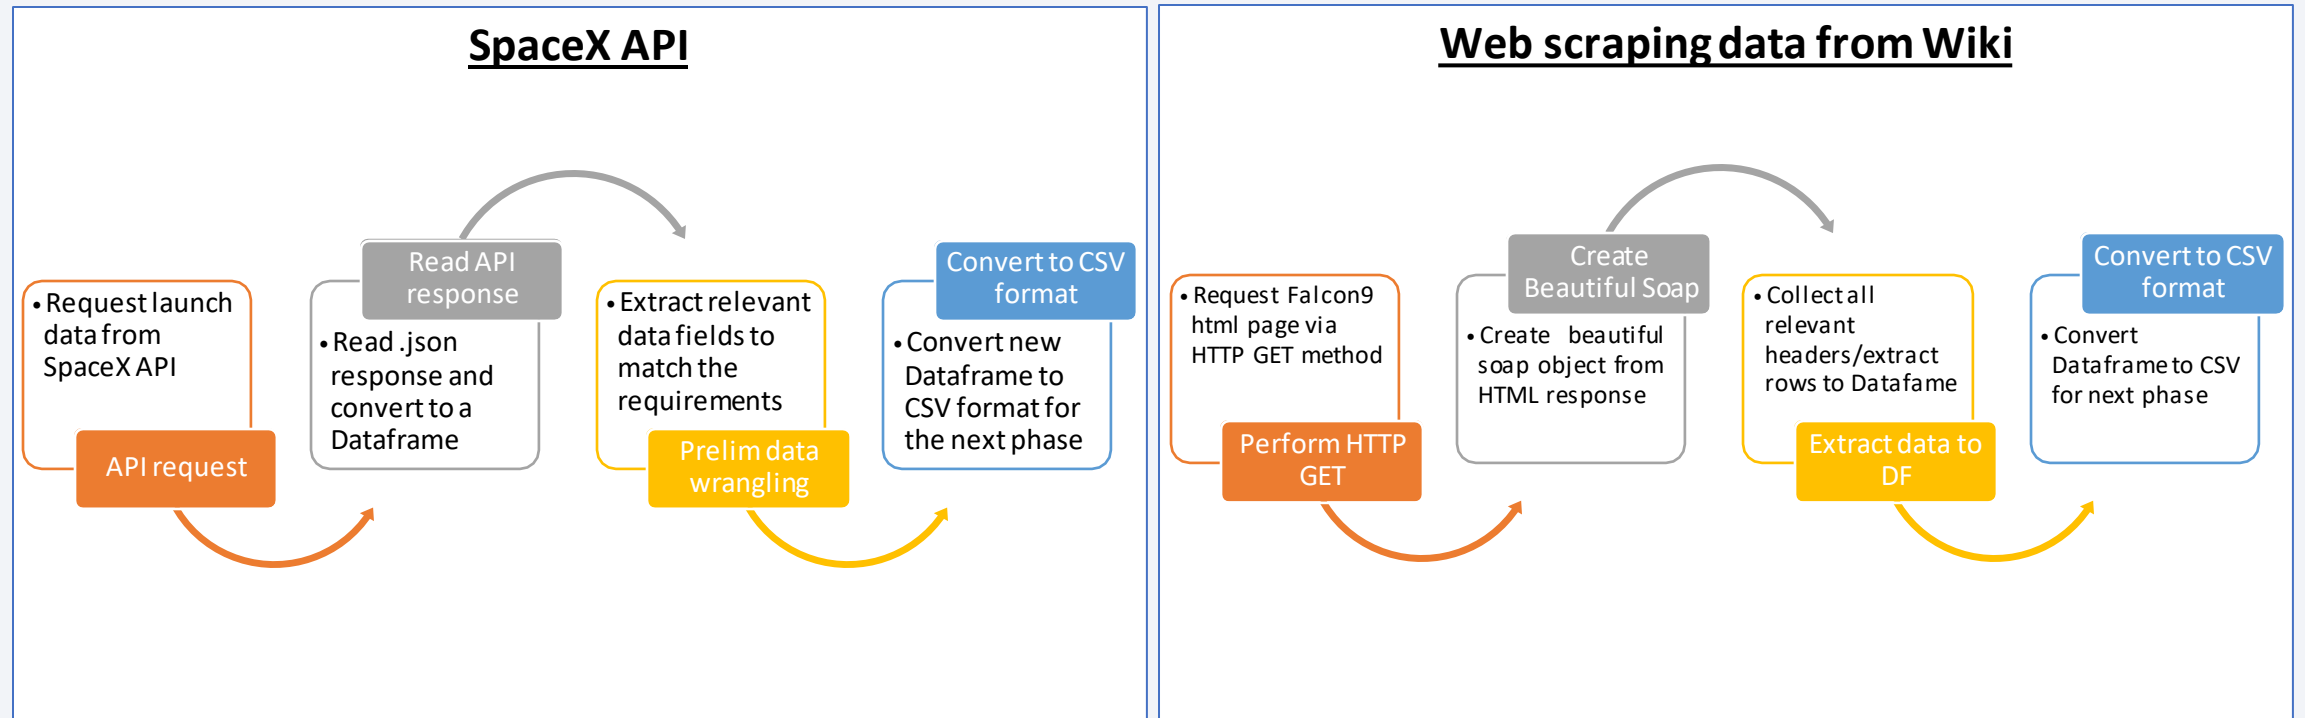 SpaceX API
• Request launch
data from
SpaceX API
API request
Read API
response
• Read .json
response and
convert to a
Dataframe
• Extract relevant
data fields to
match the
requirements
Prelim data
wrangling
Convert to CSV
format
• Convert new
Dataframe to
CSV format for
the next phase
Web scraping data from Wiki
• Request Falcon9
html page via
HTTP GET method
Perform HTTP
GET
Create
Beautiful Soap
• Create beautiful
soap object from
HTML response
• Collect all
relevant
headers/extract
rows to Datafame
Extract data to
DF
Convert to CSV
format
• Convert
Dataframe to CSV
for next phase